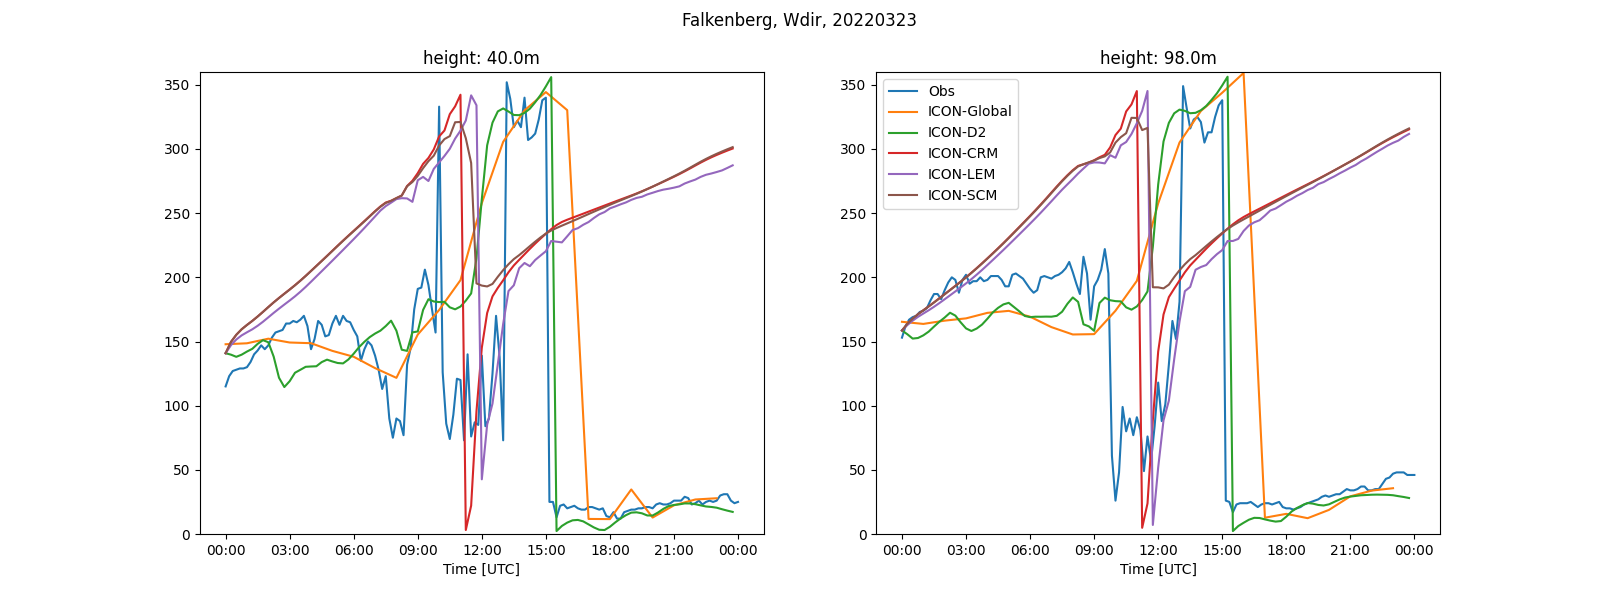 Falkenberg, Wdir, 20220323
height: 40.0m
350
300
250
200
150
100
50
0
00:00 03:00 06:00 09:00 12:00 15:00 18:00 21:00 00:00
Time [UTC]
height: 98.0m
350
300
250
200
150
100
50
0
Obs
ICON-Global
ICON-D2
ICON-CRM
ICON-LEM
ICON-SCM
00:00 03:00 06:00 09:00 12:00 15:00 18:00 21:00 00:00
Time [UTC]